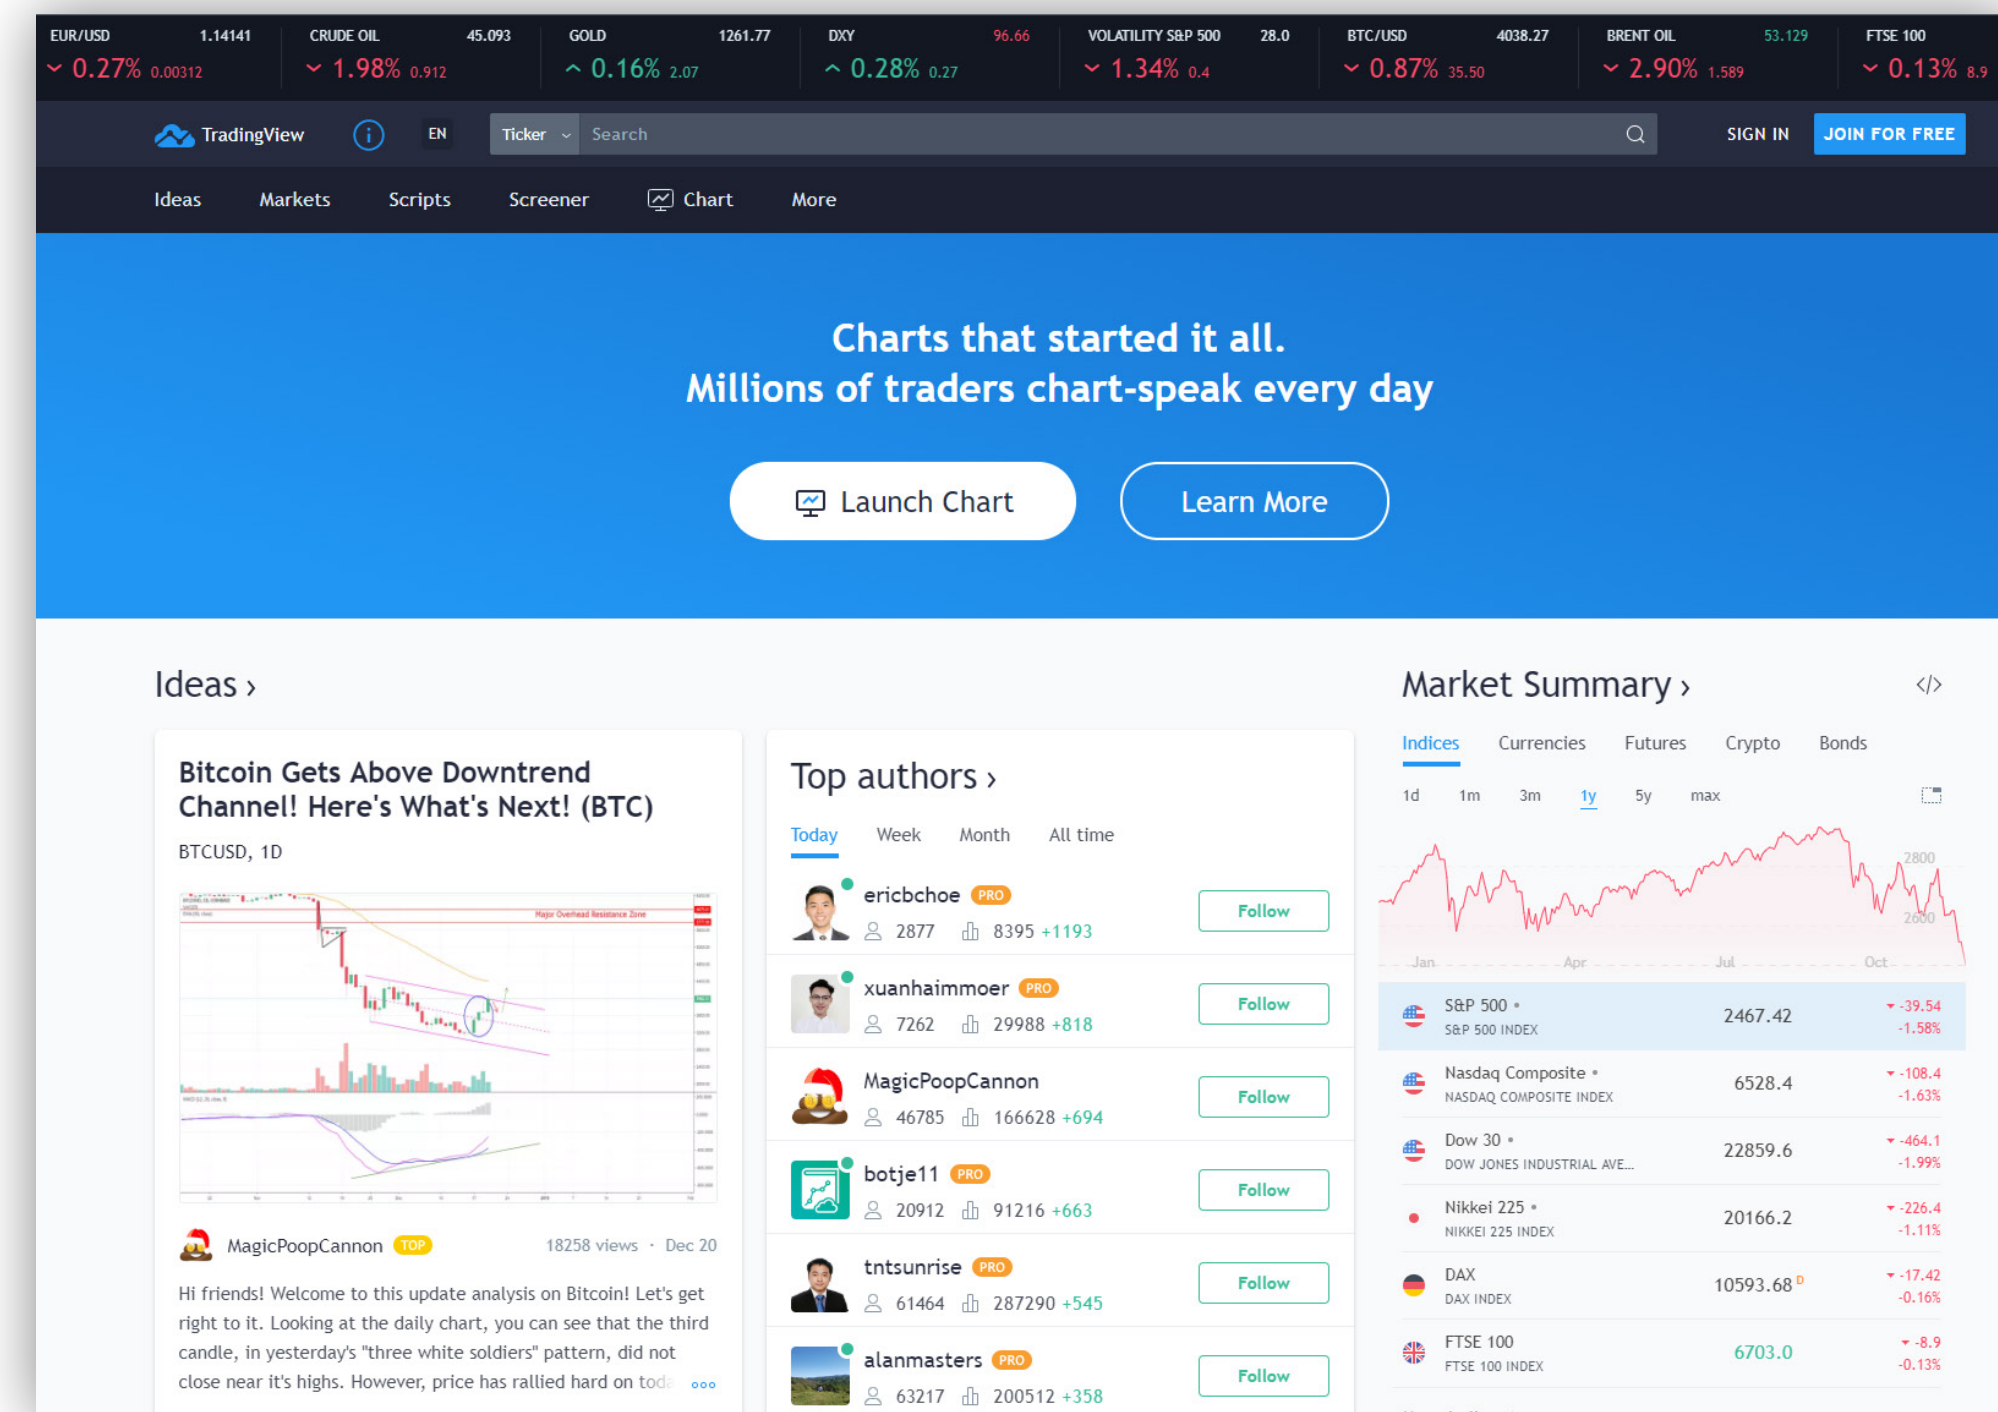 EUR/USD 1.14141
0.27% 0.00312
CRUDE OIL 45.093
1.98% 0.912
GOLD 1261.77
0.16% 2.07
DXY 96.66
0.28% 0.27
VOLATILITY S&P 500 28.0
1.34% 0.4
BTC/USD 4038.27
0.87% 35.50
BRENT OIL 53.129
2.90% 1.589
FTSE 100
0.13% 8.9
TradingView i EN Ticker Search SIGN IN JOIN FOR FREE
Ideas Markets Scripts Screener Chart More
Charts that started it all.
Millions of traders chart-speak every day
Launch Chart Learn More
Ideas ›
Bitcoin Gets Above Downtrend
Channel! Here's What's Next! (BTC)
BTCUSD, 1D
Major Overhead Resistance Zone
MagicPoopCannon TOP 18258 views · Dec 20
Hi friends! Welcome to this update analysis on Bitcoin! Let's get
right to it. Looking at the daily chart, you can see that the third
candle, in yesterday's "three white soldiers" pattern, did not
close near it's highs. However, price has rallied hard on toda
Top authors ›
Today Week Month All time
ericbchoe PRO
2877 8395 +1193
Follow
xuanhaimmoer PRO
7262 29988 +818
Follow
MagicPoopCannon
46785 166628 +694
Follow
botje11 PRO
20912 91216 +663
Follow
tntsunrise PRO
61464 287290 +545
Follow
alanmasters PRO
63217 200512 +358
Follow
Market Summary › </>
Indices Currencies Futures Crypto Bonds
1d 1m 3m 1y 5y max
2800
2600
Jan Apr Jul Oct
S&P 500 • 2467.42 -39.54
S&P 500 INDEX -1.58%
Nasdaq Composite • 6528.4 -108.4
NASDAQ COMPOSITE INDEX -1.63%
Dow 30 • 22859.6 -464.1
DOW JONES INDUSTRIAL AVE... -1.99%
Nikkei 225 • 20166.2 -226.4
NIKKEI 225 INDEX -1.11%
DAX 10593.68 D -17.42
DAX INDEX -0.16%
FTSE 100 6703.0 -8.9
FTSE 100 INDEX -0.13%